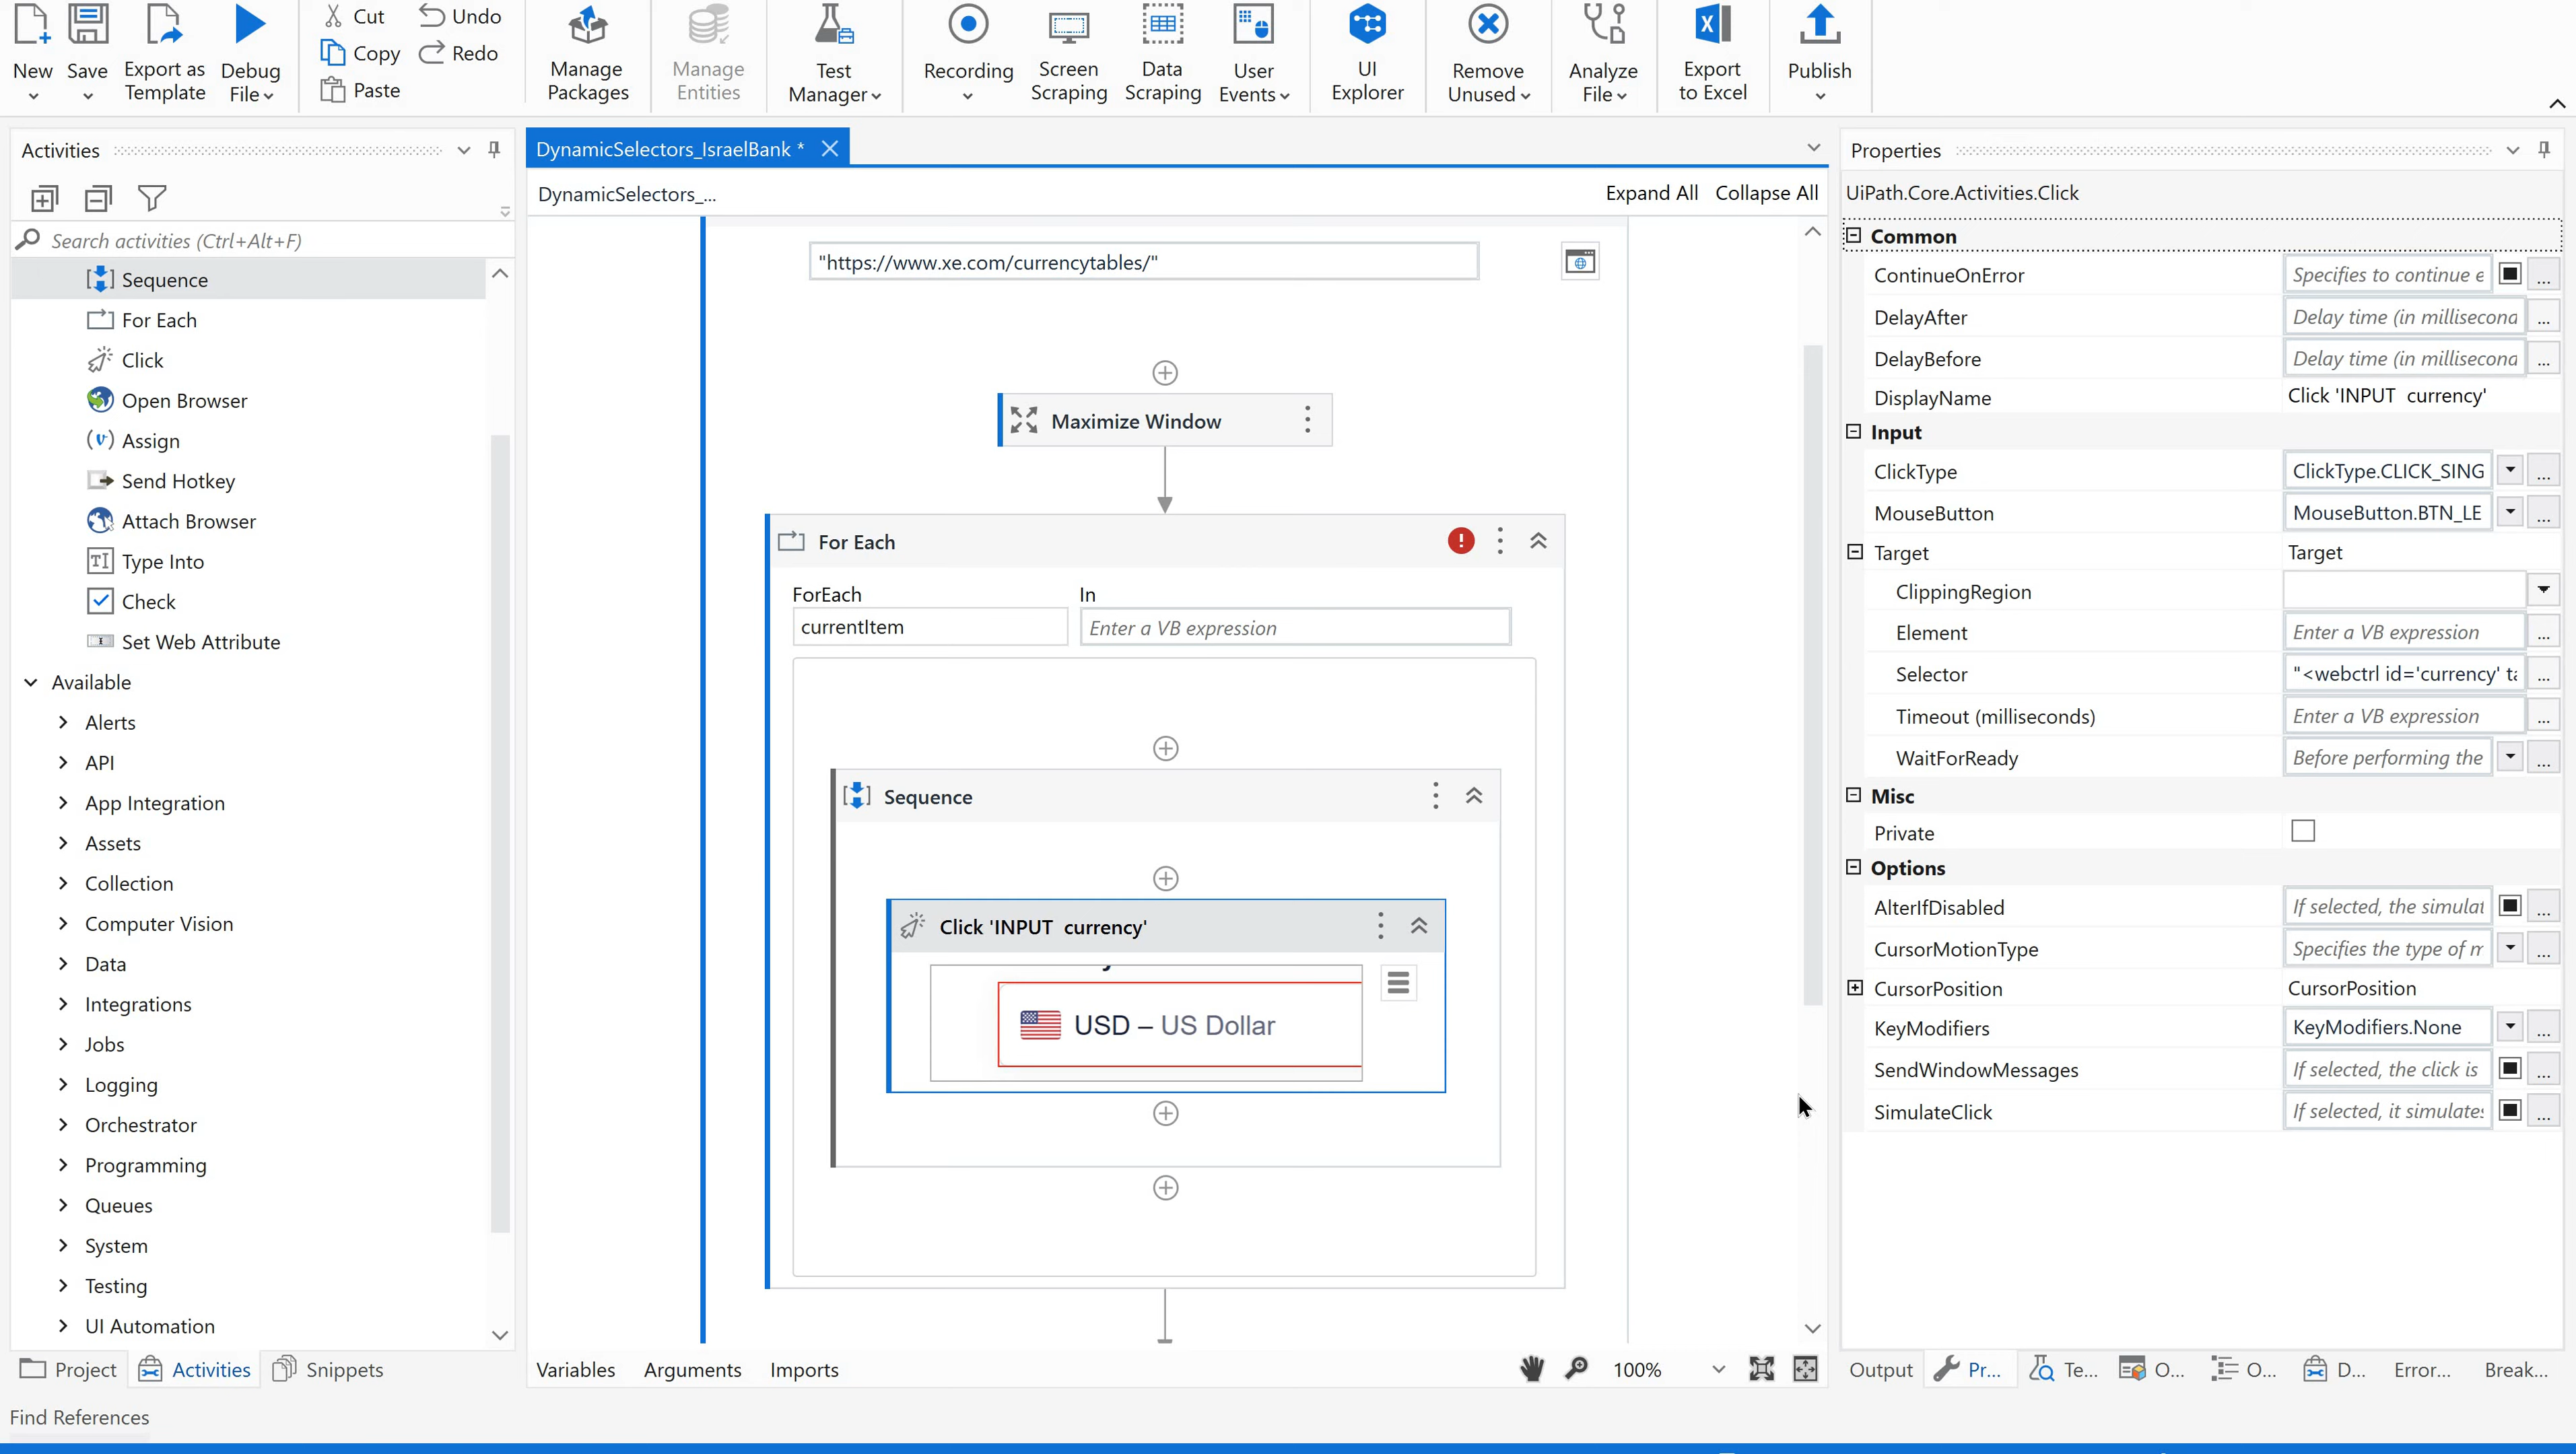 New
Save
Export as
Template
Debug
File
Cut
Copy
Paste
Undo
Redo
Manage
Packages
Manage
Entities
Test
Manager
Recording
Screen
Scraping
Data
Scraping
User
Events
UI
Explorer
Remove
Unused
Analyze
File
Export
to Excel
Publish
Activities
Search activities (Ctrl+Alt+F)
Sequence
For Each
Click
Open Browser
Assign
Send Hotkey
Attach Browser
Type Into
Check
Set Web Attribute
Available
Alerts
API
App Integration
Assets
Collection
Computer Vision
Data
Integrations
Jobs
Logging
Orchestrator
Programming
Queues
System
Testing
UI Automation
Project
Activities
Snippets
Find References
DynamicSelectors_IsraelBank *
DynamicSelectors_...
Expand All
Collapse All
"https://www.xe.com/currencytables/"
Maximize Window
For Each
ForEach
In
currentItem
Enter a VB expression
Sequence
Click 'INPUT  currency'
USD – US Dollar
Variables
Arguments
Imports
100%
Properties
UiPath.Core.Activities.Click
Common
ContinueOnError
Specifies to continue e
...
DelayAfter
Delay time (in millisecond
...
DelayBefore
Delay time (in millisecond
...
DisplayName
Click 'INPUT  currency'
Input
ClickType
ClickType.CLICK_SING
...
MouseButton
MouseButton.BTN_LE
...
Target
Target
ClippingRegion
Element
Enter a VB expression
...
Selector
"<webctrl id='currency' ta
...
Timeout (milliseconds)
Enter a VB expression
...
WaitForReady
Before performing the
...
Misc
Private
Options
AlterIfDisabled
If selected, the simulat
...
CursorMotionType
Specifies the type of m
...
CursorPosition
CursorPosition
KeyModifiers
KeyModifiers.None
...
SendWindowMessages
If selected, the click is
...
SimulateClick
If selected, it simulates
...
Output
Pr...
Te...
O...
O...
D...
Error...
Break...